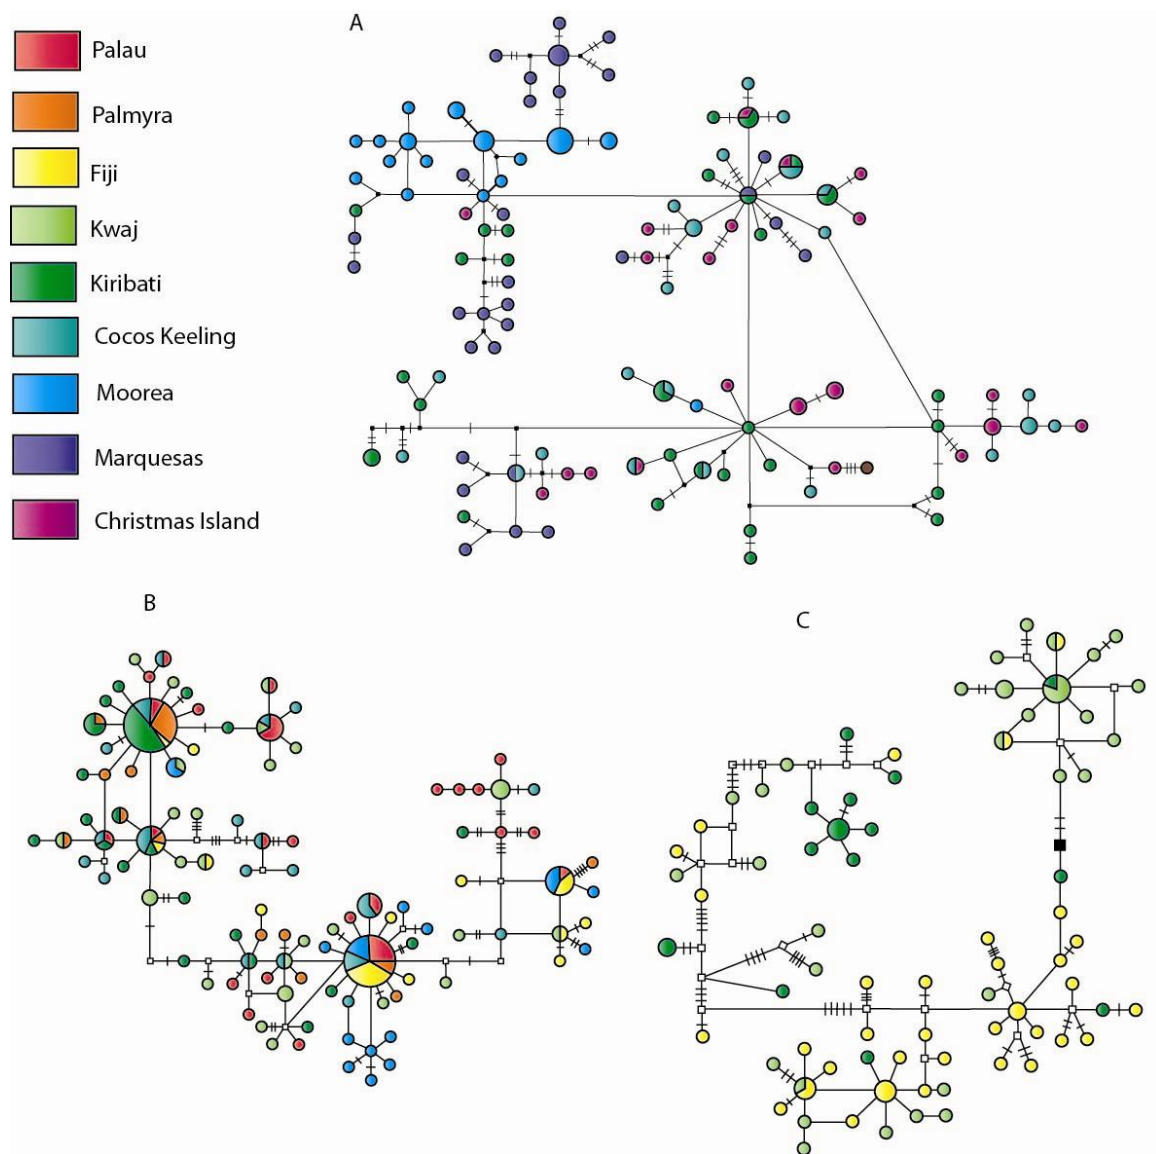 A
Palau
Palmyra
Fiji
Kwaj
Kiribati
Cocos Keeling
Moorea
Marquesas
Christmas Island
B
C